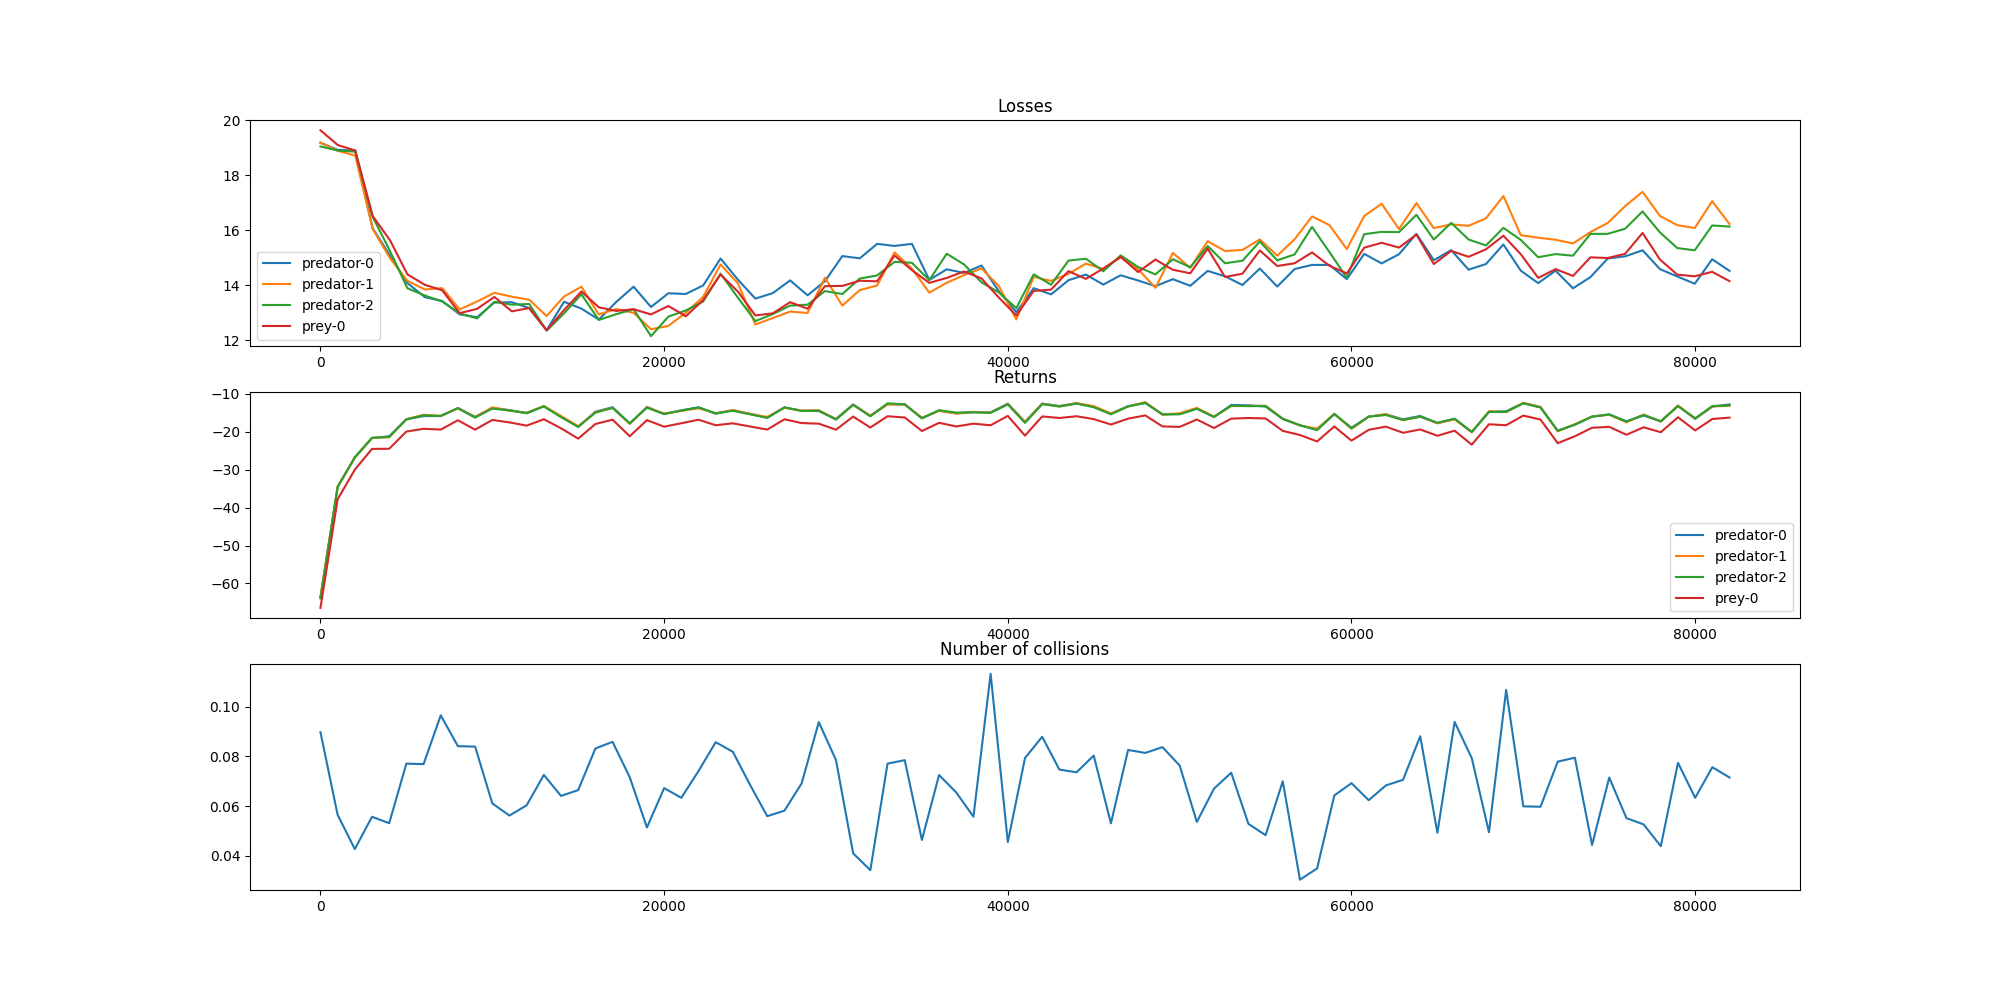 Losses
20
18
16
14
12
predator-0
predator-1
predator-2
prey-0
0 20000 40000 60000 80000
Returns
−10
−20
−30
−40
−50
−60
predator-0
predator-1
predator-2
prey-0
0 20000 40000 60000 80000
Number of collisions
0.10
0.08
0.06
0.04
0 20000 40000 60000 80000